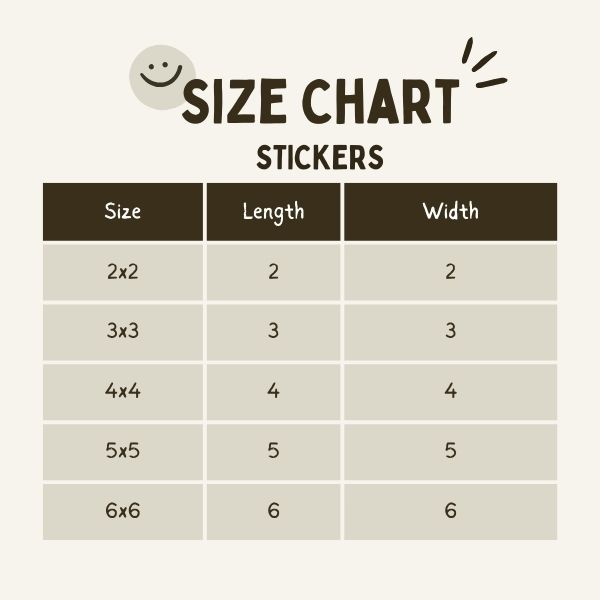 SIZE CHART
STICKERS
Size Length Width
2x2 2 2
3x3 3 3
4x4 4 4
5x5 5 5
6x6 6 6